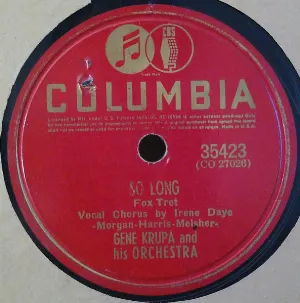 CBS
COLUMBIA
35423
(CO 27026)
SO LONG
Fox Trot
Vocal Chorus by Irene Daye
-Morgan-Harris-Melsher-
GENE KRUPA and
his ORCHESTRA